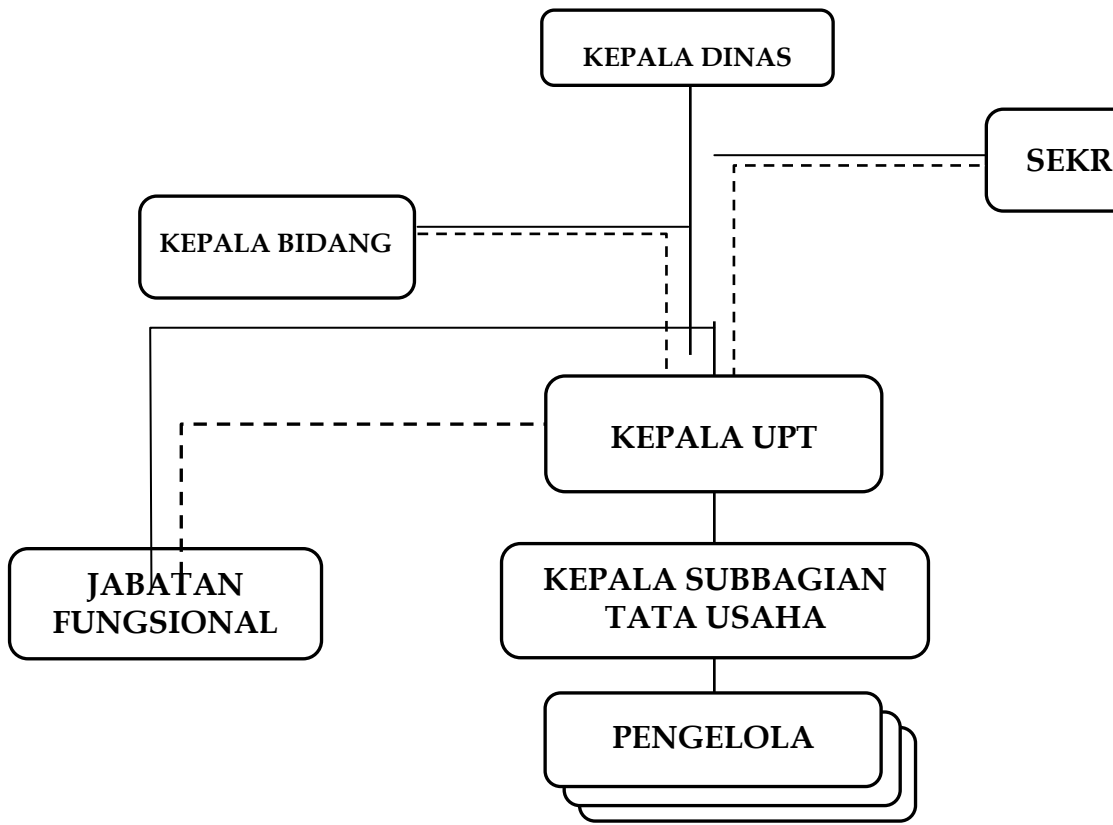 KEPALA DINAS
SEKR
KEPALA BIDANG
KEPALA UPT
JABATAN
FUNGSIONAL
KEPALA SUBBAGIAN
TATA USAHA
PENGELOLA